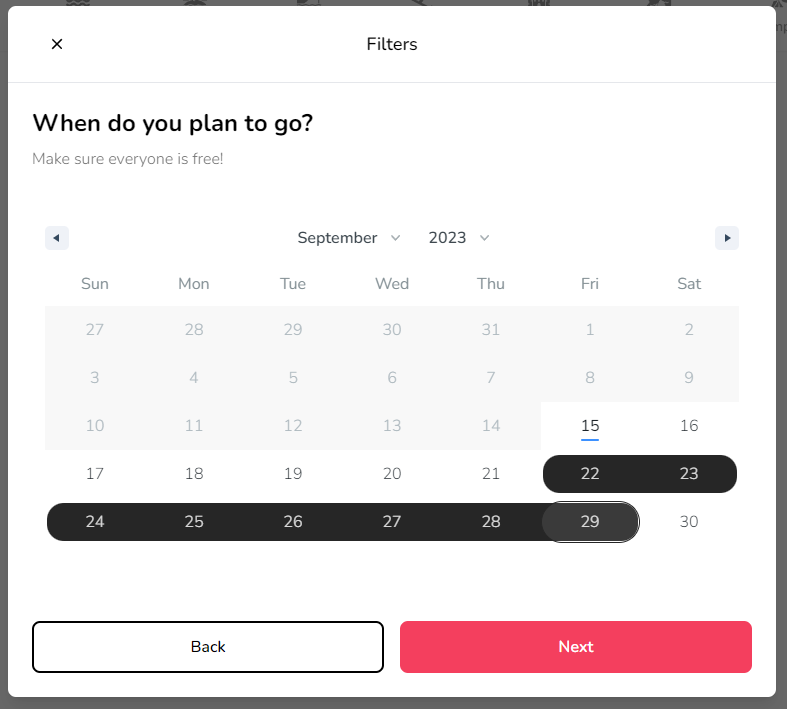 Filters
When do you plan to go?
Make sure everyone is free!
September 2023
Sun Mon Tue Wed Thu Fri Sat
27 28 29 30 31 1 2
3 4 5 6 7 8 9
10 11 12 13 14 15 16
17 18 19 20 21 22 23
24 25 26 27 28 29 30
Back Next